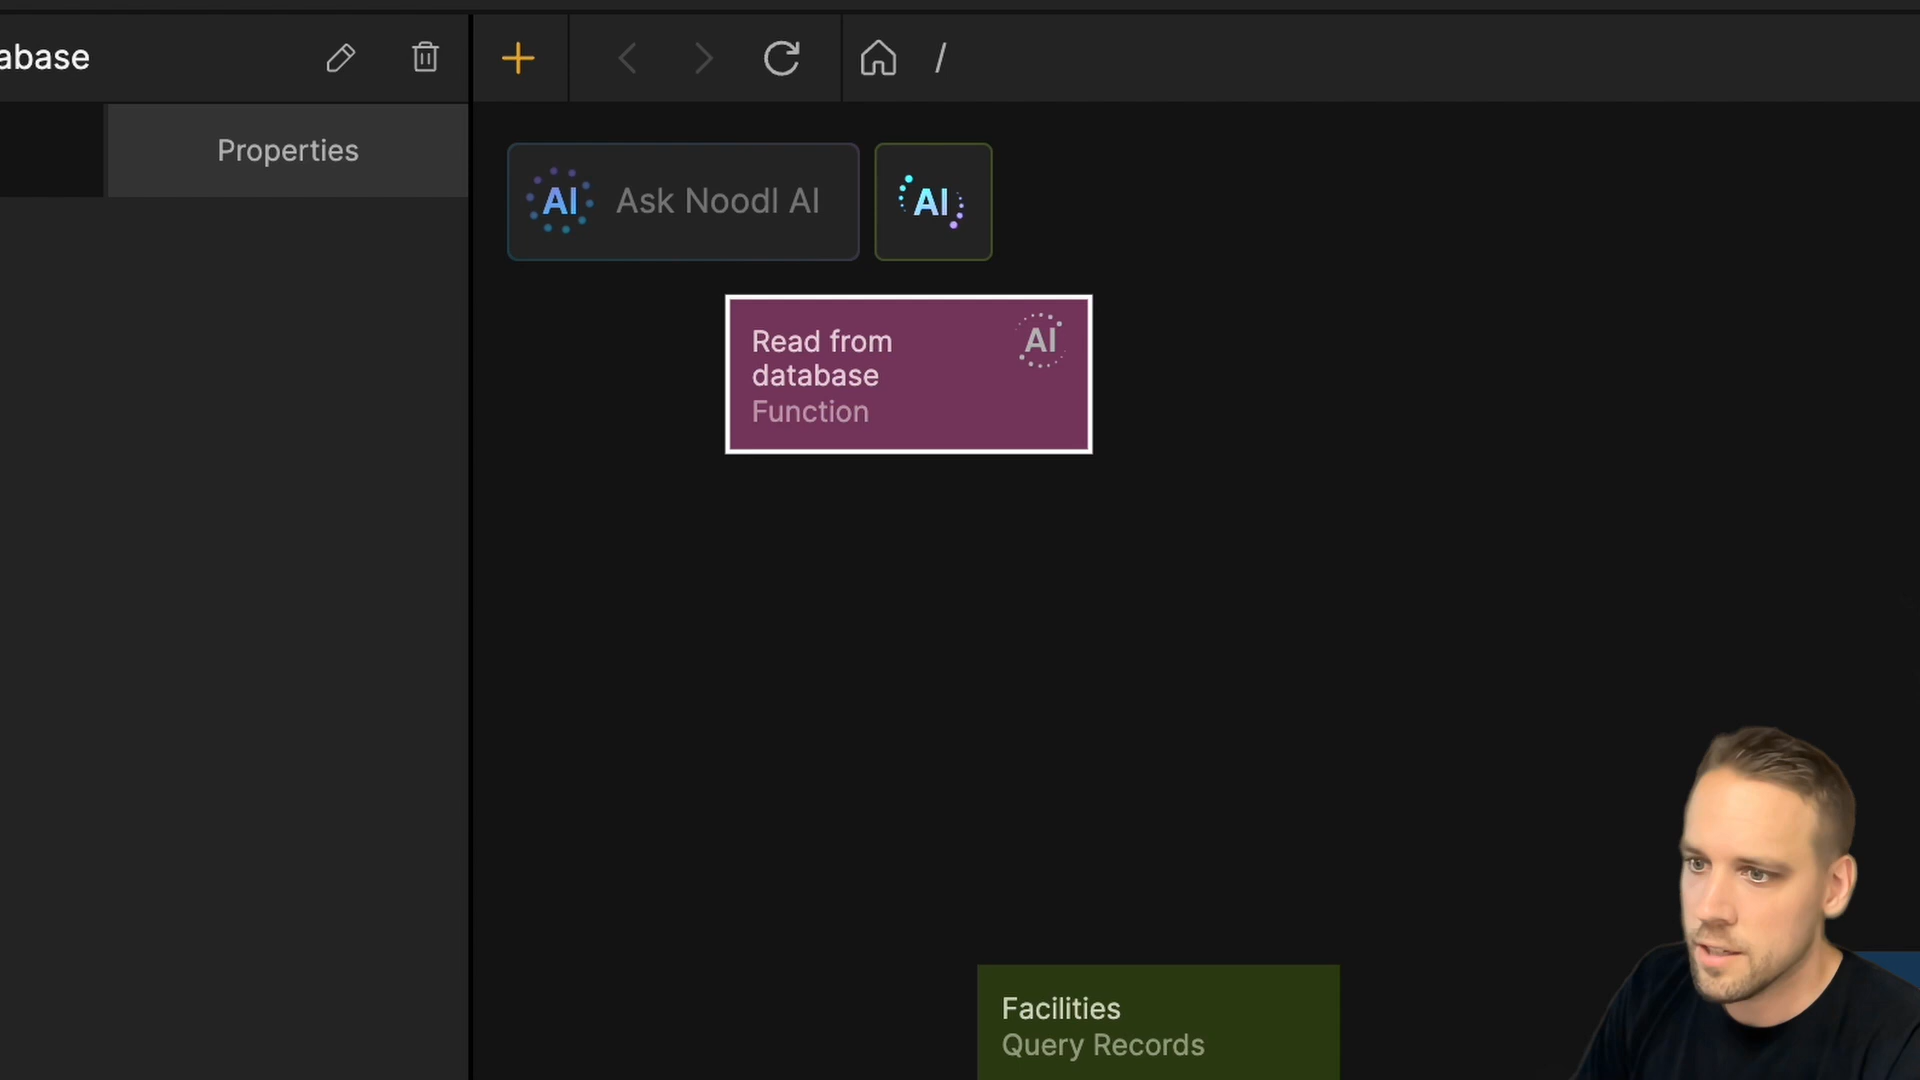 abase
/
Properties
AI Ask Noodl AI
AI
Read from
database
Function
AI
Facilities
Query Records